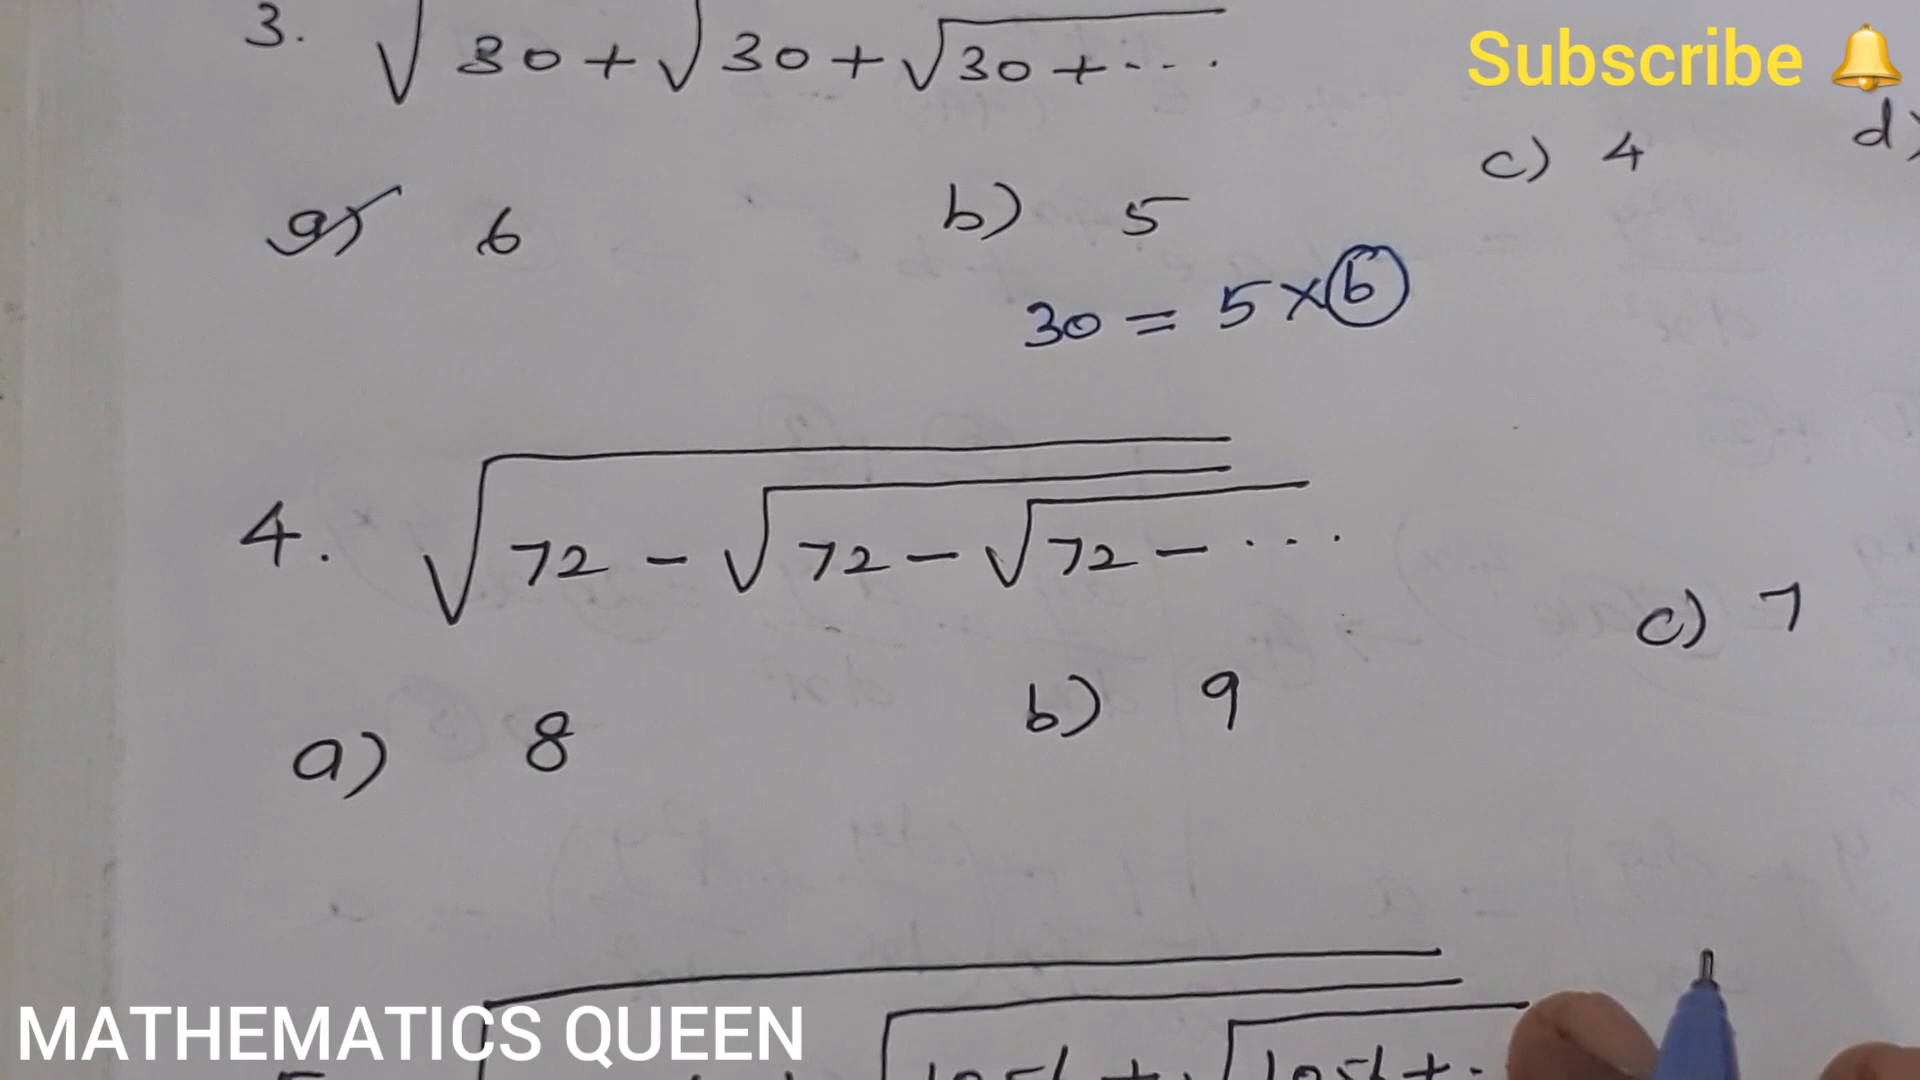 3. √30 + √30 + √30 + ....
Subscribe 🔔
a) 6 b) 5 c) 4 d)
30 = 5 × 6
4. √72 - √72 - √72 - ....
a) 8 b) 9 c) 7
MATHEMATICS QUEEN